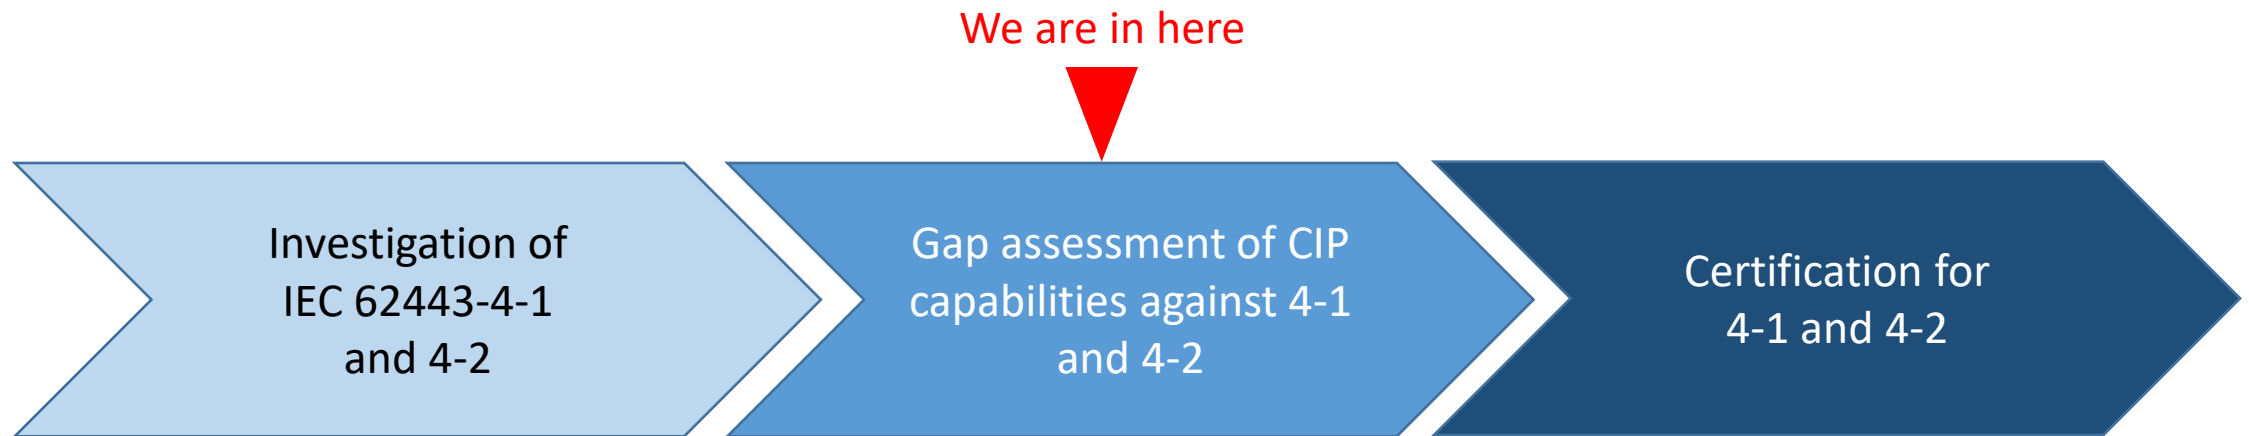 We are in here
Investigation of
IEC 62443-4-1
and 4-2
Gap assessment of CIP
capabilities against 4-1
and 4-2
Certification for
4-1 and 4-2